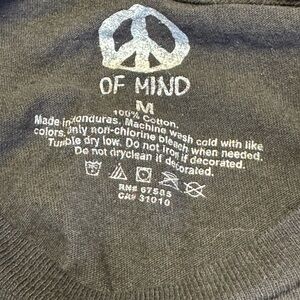 OF MIND
M
100% Cotton.
Made in Honduras. Machine wash cold with like
colors. Only non-chlorine bleach when needed.
Tumble dry low. Do not iron if decorated.
Do not dryclean if decorated.
RN# 67585
CA# 31010